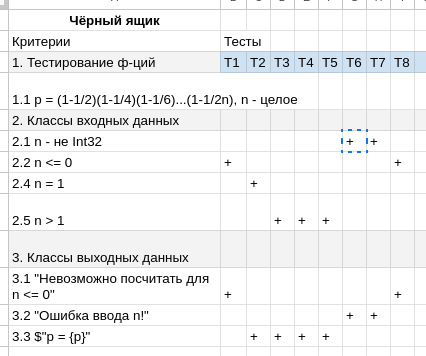 Чёрный ящик
Критерии Тесты
1. Тестирование ф-ций T1 T2 T3 T4 T5 T6 T7 T8
1.1 p = (1-1/2)(1-1/4)(1-1/6)...(1-1/2n), n - целое
2. Классы входных данных
2.1 n - не Int32 + +
2.2 n <= 0 + +
2.4 n = 1 +
2.5 n > 1 + + +
3. Классы выходных данных
3.1 "Невозможно посчитать для
n <= 0" + +
3.2 "Ошибка ввода n!" + +
3.3 $"p = {p}" + + + +